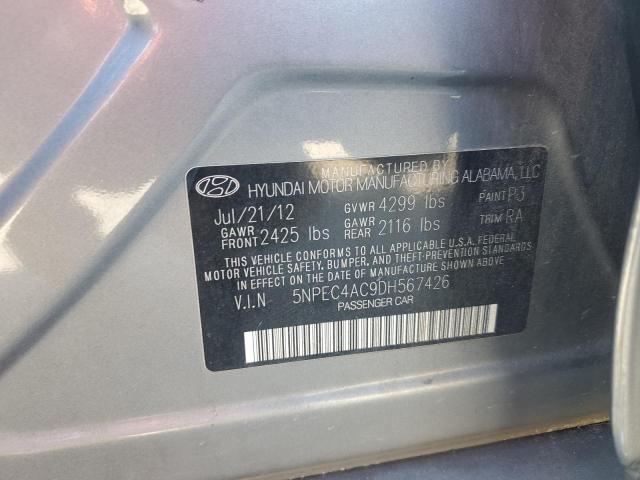 MANUFACTURED BY
HYUNDAI MOTOR MANUFACTURING ALABAMA, LLC
Jul/21/12 GVWR 4299 lbs PAINT P3
GAWR FRONT 2425 lbs GAWR REAR 2116 lbs TRIM RA
THIS VEHICLE CONFORMS TO ALL APPLICABLE U.S.A. FEDERAL
MOTOR VEHICLE SAFETY, BUMPER, AND THEFT-PREVENTION STANDARDS
IN EFFECT ON THE DATE OF MANUFACTURE SHOWN ABOVE.
V.I.N 5NPEC4AC9DH567426
PASSENGER CAR